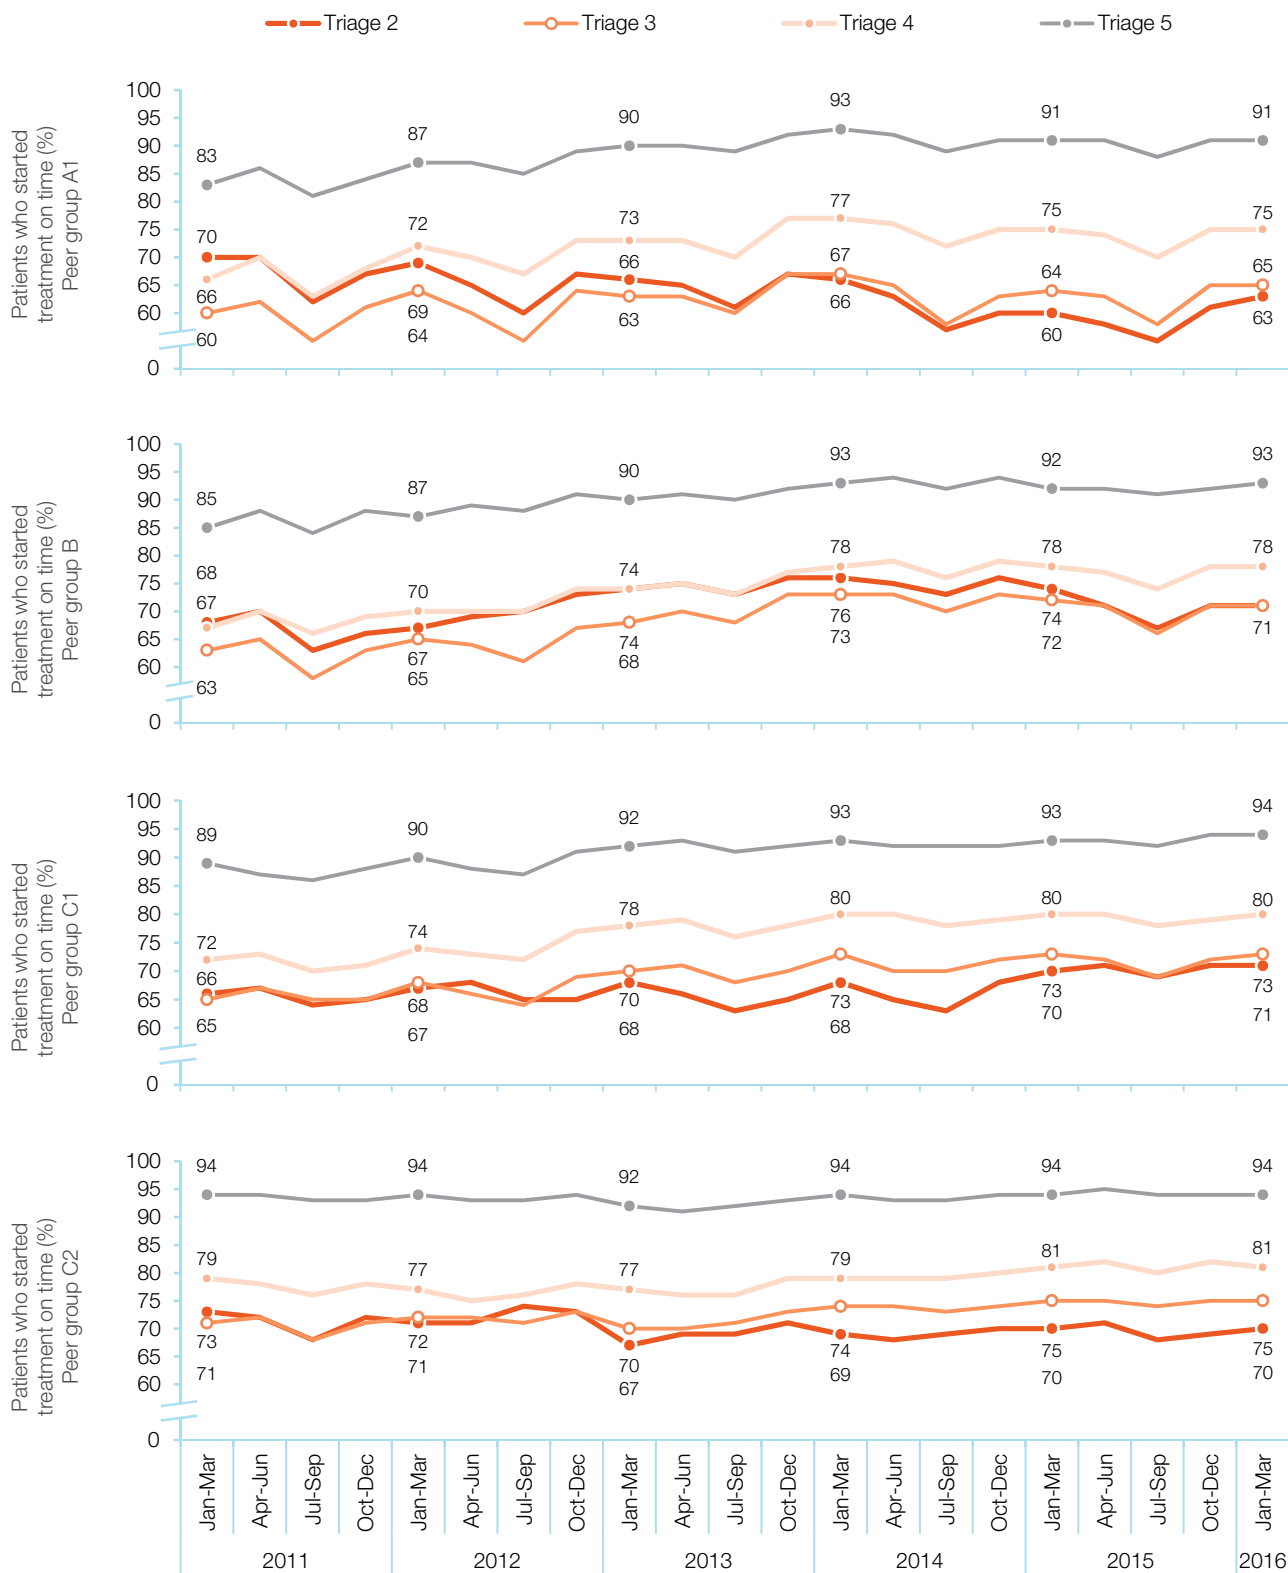 Triage 2 Triage 3 Triage 4 Triage 5
Patients who started
treatment on time (%)
Peer group A1
100
95
90
85
80
75
70
65
60
0
83 87 90 93 91 91
70 72 73 77 75 75
66 69 66 67 64 65
60 64 63 66 60 63
Patients who started
treatment on time (%)
Peer group B
100
95
90
85
80
75
70
65
60
0
85 87 90 93 92 93
68 70 74 78 78 78
67 67 74 76 74 71
63 65 68 73 72
Patients who started
treatment on time (%)
Peer group C1
100
95
90
85
80
75
70
65
60
0
89 90 92 93 93 94
72 74 78 80 80 80
66 68 70 73 73 73
65 67 68 68 70 71
Patients who started
treatment on time (%)
Peer group C2
100
95
90
85
80
75
70
65
60
0
94 94 92 94 94 94
79 77 77 79 81 81
73 72 70 74 75 75
71 71 67 69 70 70
Jan-Mar Apr-Jun Jul-Sep Oct-Dec Jan-Mar Apr-Jun Jul-Sep Oct-Dec Jan-Mar Apr-Jun Jul-Sep Oct-Dec Jan-Mar Apr-Jun Jul-Sep Oct-Dec Jan-Mar Apr-Jun Jul-Sep Oct-Dec Jan-Mar
2011 2012 2013 2014 2015 2016